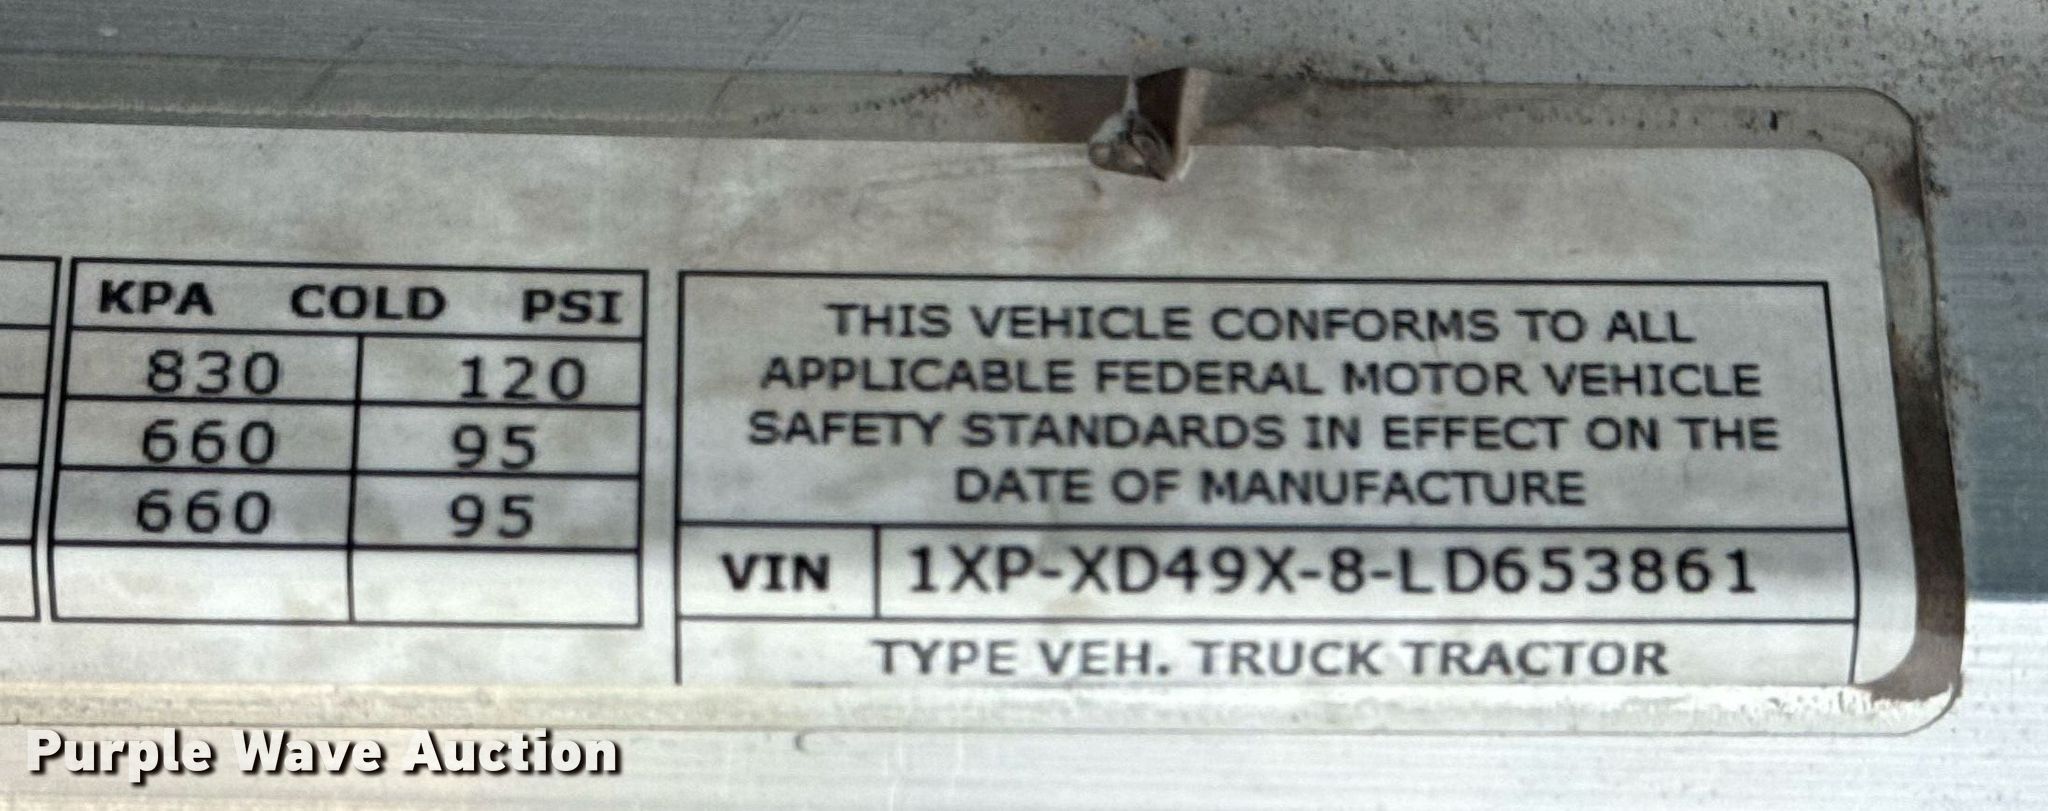 KPA COLD PSI
830 120
660 95
660 95
THIS VEHICLE CONFORMS TO ALL
APPLICABLE FEDERAL MOTOR VEHICLE
SAFETY STANDARDS IN EFFECT ON THE
DATE OF MANUFACTURE
VIN 1XP-XD49X-8-LD653861
TYPE VEH. TRUCK TRACTOR
Purple Wave Auction